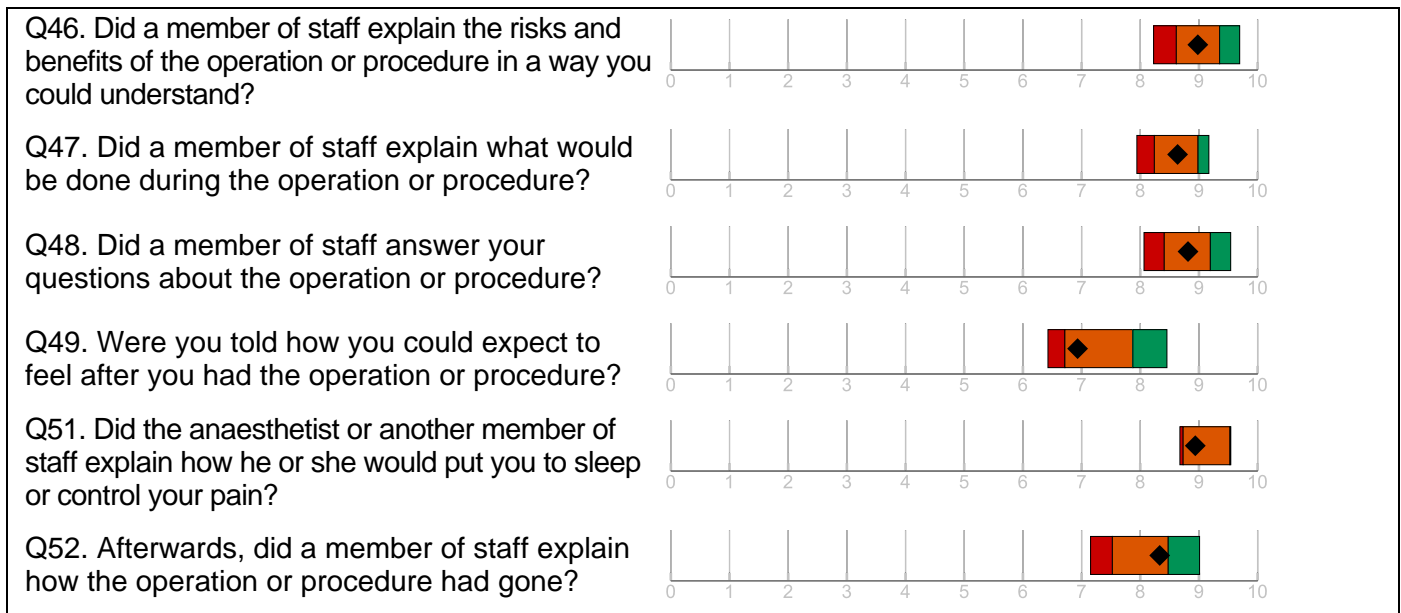 Q46. Did a member of staff explain the risks and
benefits of the operation or procedure in a way you
could understand?
0 1 2 3 4 5 6 7 8 9 10
Q47. Did a member of staff explain what would
be done during the operation or procedure?
0 1 2 3 4 5 6 7 8 9 10
Q48. Did a member of staff answer your
questions about the operation or procedure?
0 1 2 3 4 5 6 7 8 9 10
Q49. Were you told how you could expect to
feel after you had the operation or procedure?
0 1 2 3 4 5 6 7 8 9 10
Q51. Did the anaesthetist or another member of
staff explain how he or she would put you to sleep
or control your pain?
0 1 2 3 4 5 6 7 8 9 10
Q52. Afterwards, did a member of staff explain
how the operation or procedure had gone?
0 1 2 3 4 5 6 7 8 9 10